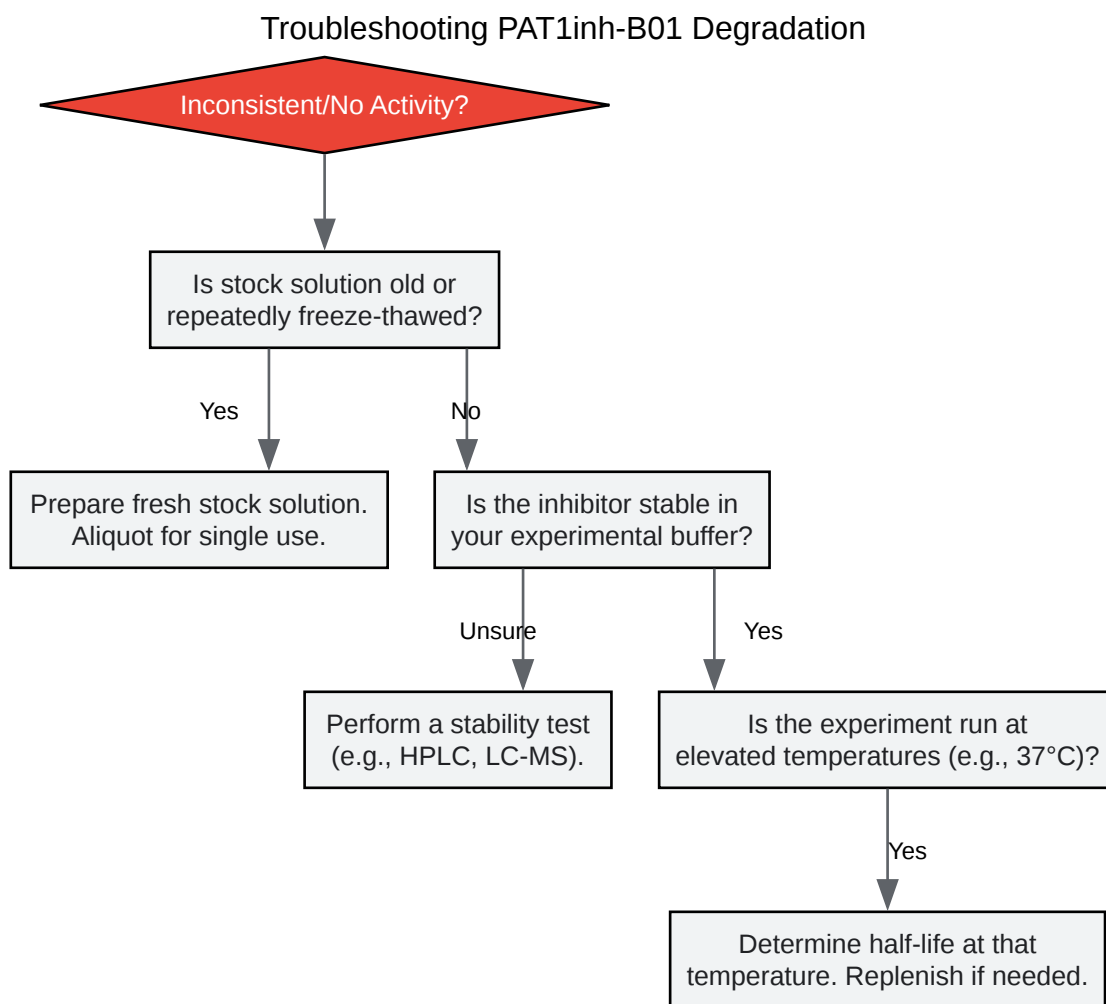 Troubleshooting PAT1inh-B01 Degradation
Inconsistent/No Activity?
Is stock solution old or
repeatedly freeze-thawed?
Yes
No
Prepare fresh stock solution.
Aliquot for single use.
Is the inhibitor stable in
your experimental buffer?
Unsure
Yes
Perform a stability test
(e.g., HPLC, LC-MS).
Is the experiment run at
elevated temperatures (e.g., 37°C)?
Yes
Determine half-life at that
temperature. Replenish if needed.